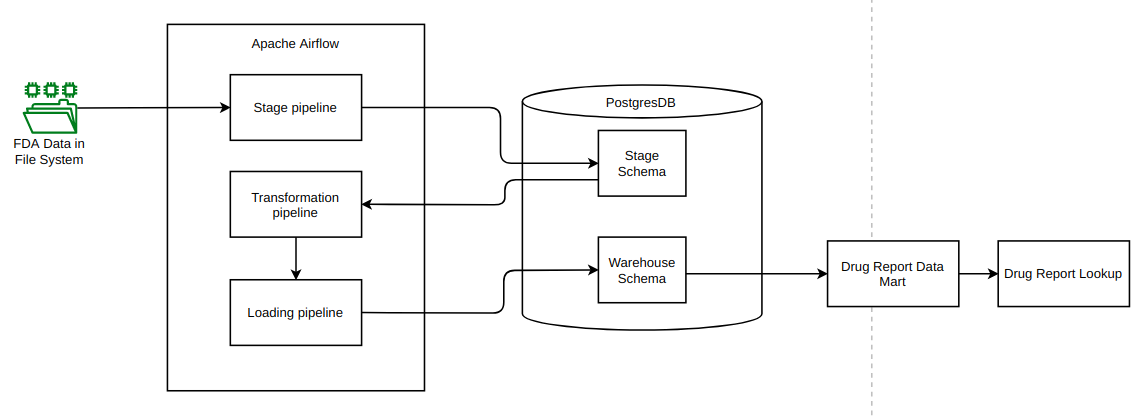 Apache Airflow
Stage pipeline
FDA Data in
File System
Transformation
pipeline
Loading pipeline
PostgresDB
Stage
Schema
Warehouse
Schema
Drug Report Data
Mart
Drug Report Lookup